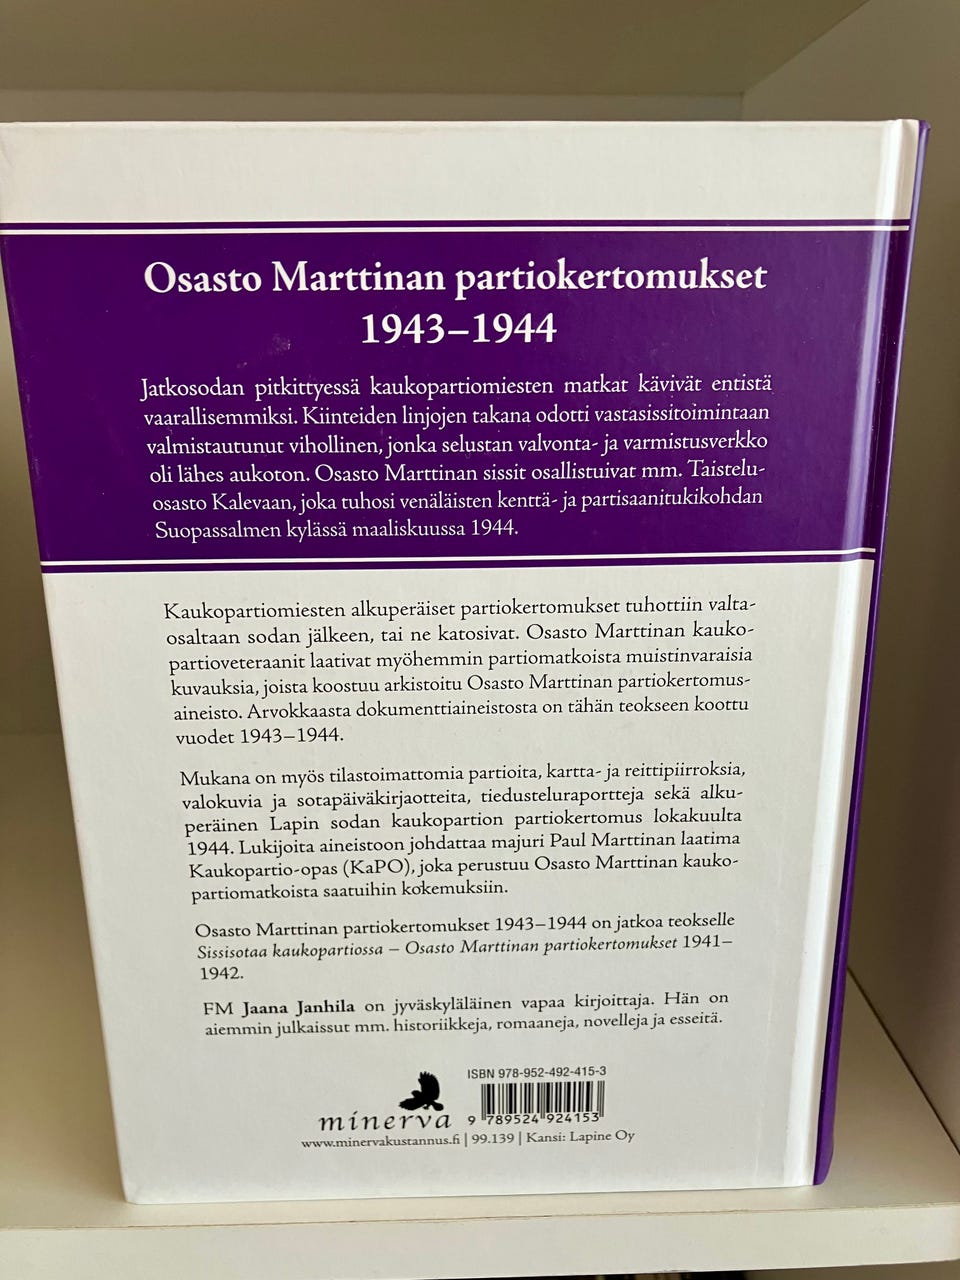 Osasto Marttinan partiokertomukset
1943–1944
Jatkosodan pitkittyessä kaukopartiomiesten matkat kävivät entistä
vaarallisemmiksi. Kiinteiden linjojen takana odotti vastasissitoimintaan
valmistautunut vihollinen, jonka selustan valvonta- ja varmistusverkko
oli lähes aukoton. Osasto Marttinan sissit osallistuivat mm. Taistelu-
osasto Kalevaan, joka tuhosi venäläisten kenttä- ja partisaanitukikohdan
Suopassalmen kylässä maaliskuussa 1944.
Kaukopartiomiesten alkuperäiset partiokertomukset tuhottiin valta-
osaltaan sodan jälkeen, tai ne katosivat. Osasto Marttinan kauko-
partioveteraanit laativat myöhemmin partiomatkoista muistinvaraisia
kuvauksia, joista koostuu arkistoitu Osasto Marttinan partiokertomus-
aineisto. Arvokkaasta dokumenttiaineistosta on tähän teokseen koottu
vuodet 1943–1944.
Mukana on myös tilastoimattomia partioita, kartta- ja reittipiirroksia,
valokuvia ja sotapäiväkirjaotteita, tiedusteluraportteja sekä alku-
peräinen Lapin sodan kaukopartion partiokertomus lokakuulta
1944. Lukijoita aineistoon johdattaa majuri Paul Marttinan laatima
Kaukopartio-opas (KaPO), joka perustuu Osasto Marttinan kauko-
partiomatkoista saatuihin kokemuksiin.
Osasto Marttinan partiokertomukset 1943–1944 on jatkoa teokselle
Sissisotaa kaukopartiossa – Osasto Marttinan partiokertomukset 1941–
1942.
FM Jaana Janhila on jyväskyläläinen vapaa kirjoittaja. Hän on
aiemmin julkaissut mm. historiikkeja, romaaneja, novelleja ja esseitä.
ISBN 978-952-492-415-3
minerva
9 789524 924153
www.minervakustannus.fi | 99.139 | Kansi: Lapine Oy